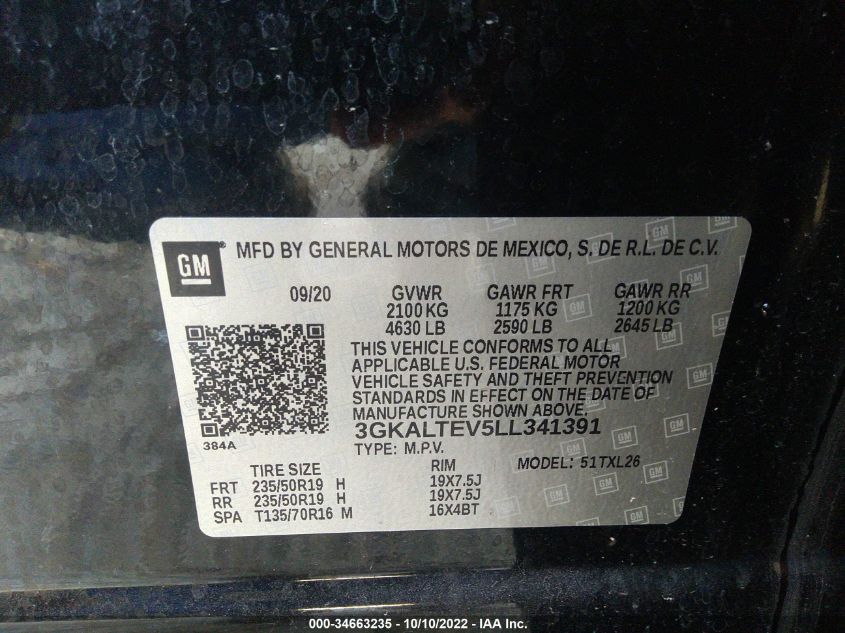 GM ® MFD BY GENERAL MOTORS DE MEXICO, S. DE R.L. DE C.V.
09/20 GVWR GAWR FRT GAWR RR
2100 KG 1175 KG 1200 KG
4630 LB 2590 LB 2645 LB
THIS VEHICLE CONFORMS TO ALL
APPLICABLE U.S. FEDERAL MOTOR
VEHICLE SAFETY AND THEFT PREVENTION
STANDARDS IN EFFECT ON THE DATE OF
MANUFACTURE SHOWN ABOVE.
384A
3GKALTEV5LL341391
TYPE: M.P.V. MODEL: 51TXL26
TIRE SIZE RIM
FRT 235/50R19 H 19X7.5J
RR 235/50R19 H 19X7.5J
SPA T135/70R16 M 16X4BT
000-34663235 - 10/10/2022 - IAA Inc.